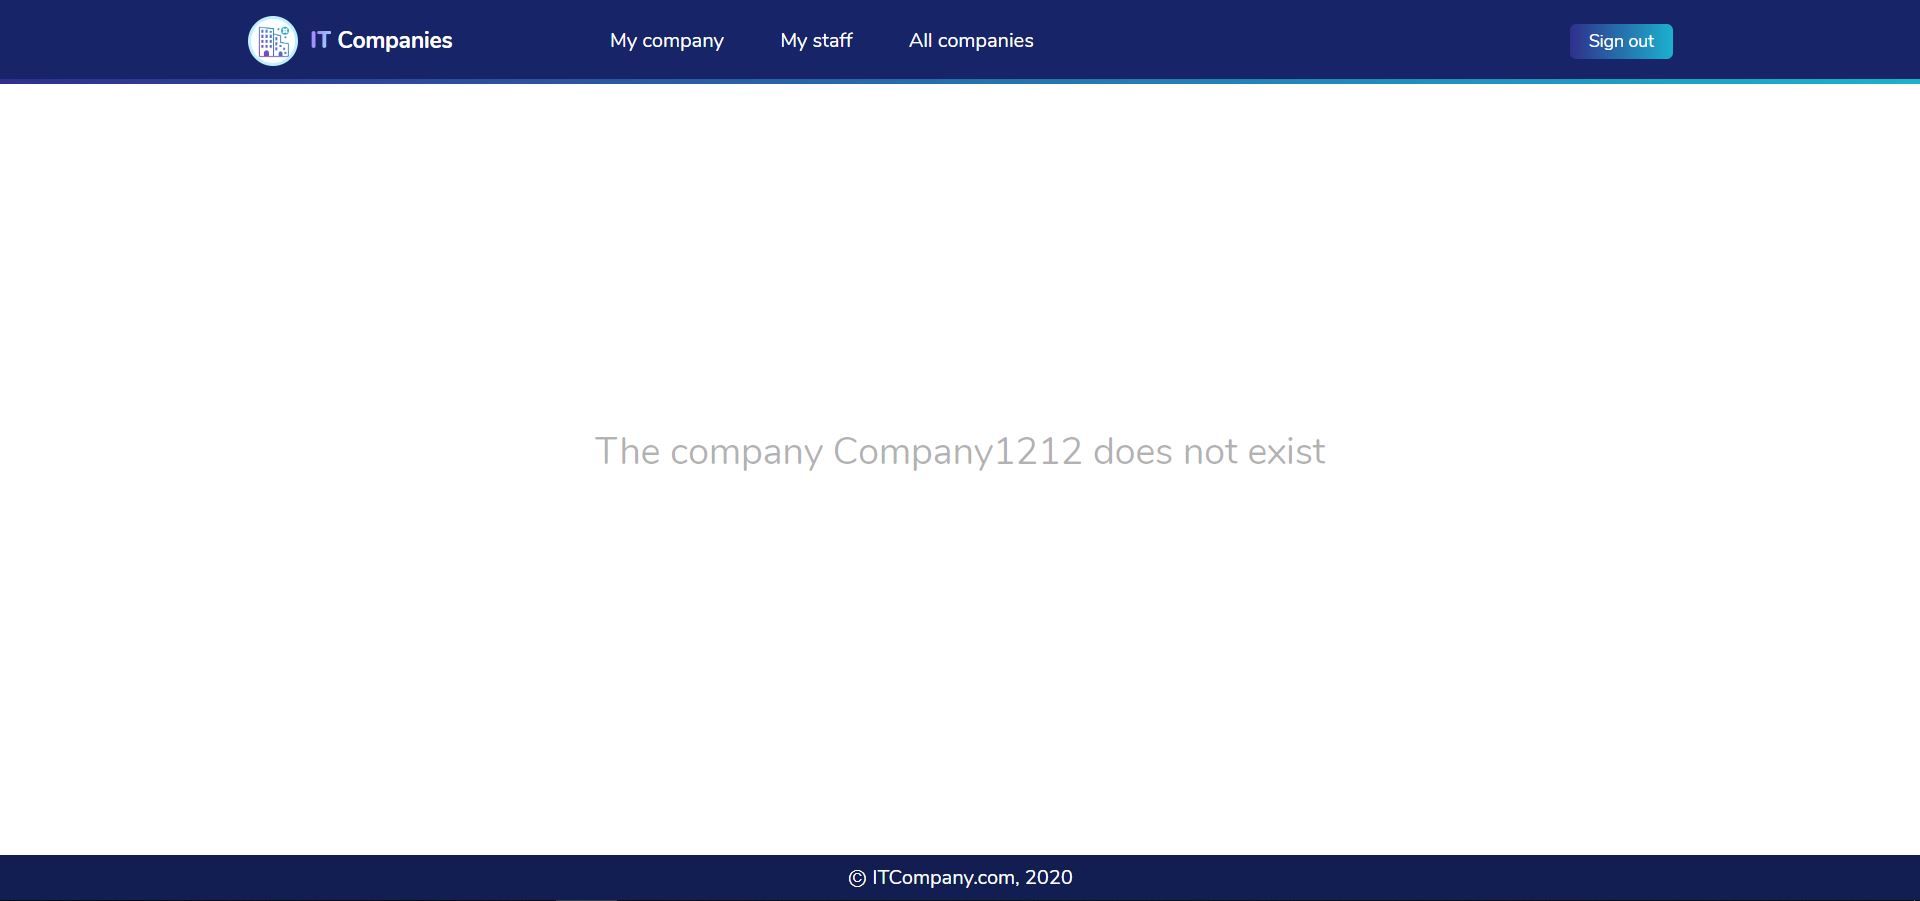 IT Companies
My company
My staff
All companies
Sign out
The company Company1212 does not exist
© ITCompany.com, 2020